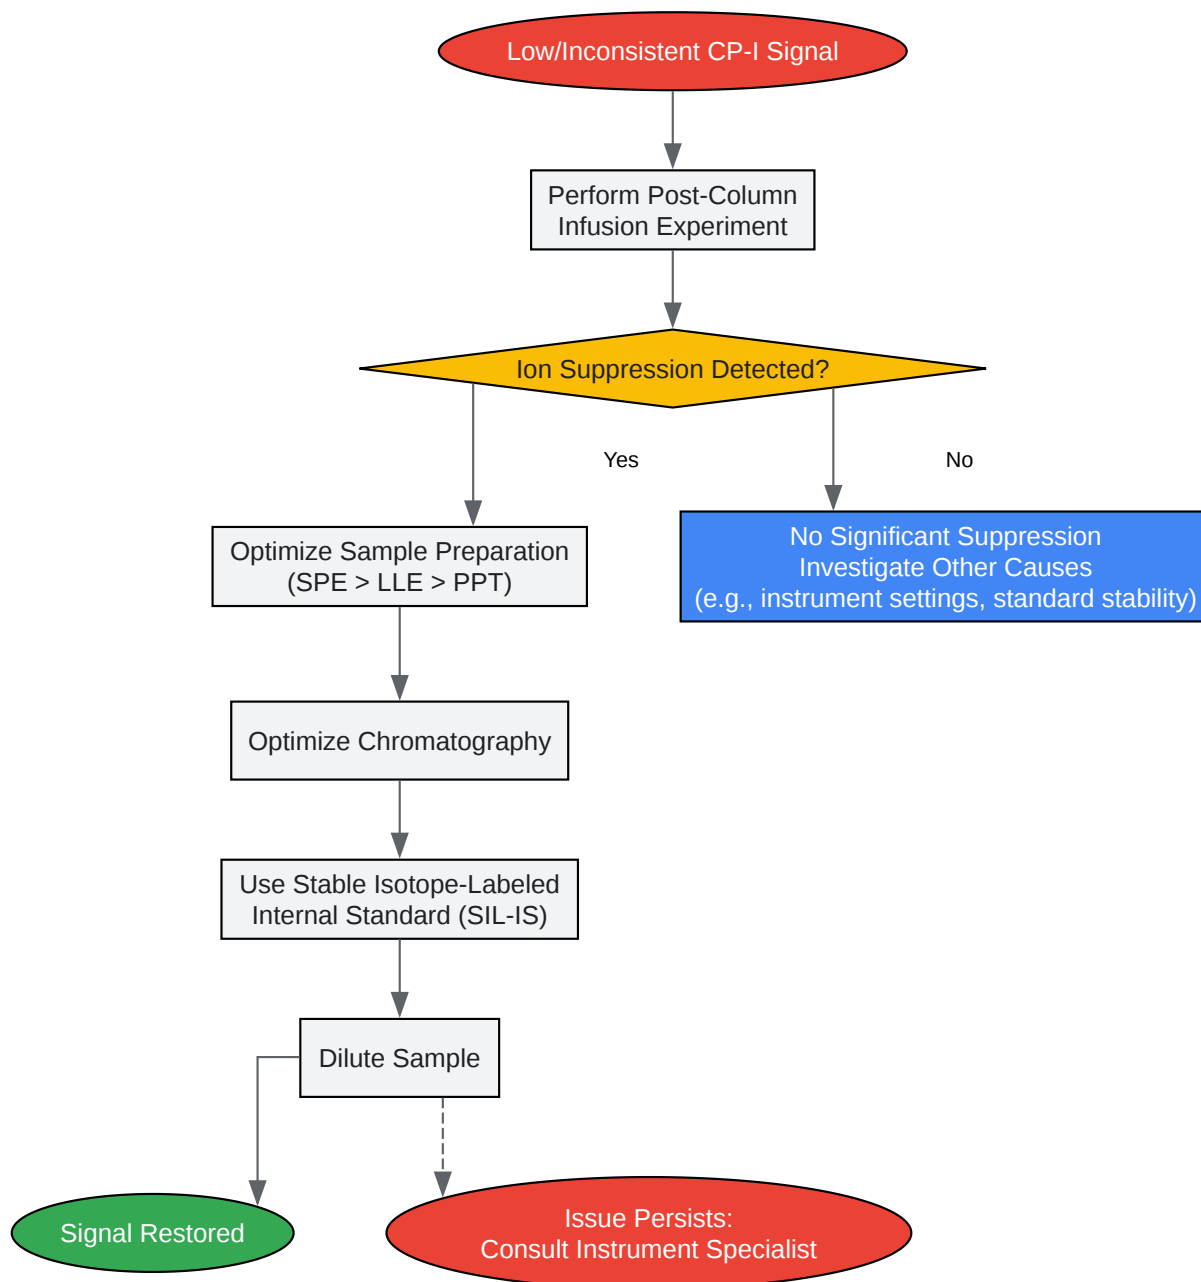 Low/Inconsistent CP-I Signal
Perform Post-Column
Infusion Experiment
Ion Suppression Detected?
Yes
No
Optimize Sample Preparation
(SPE > LLE > PPT)
No Significant Suppression
Investigate Other Causes
(e.g., instrument settings, standard stability)
Optimize Chromatography
Use Stable Isotope-Labeled
Internal Standard (SIL-IS)
Dilute Sample
Signal Restored
Issue Persists:
Consult Instrument Specialist